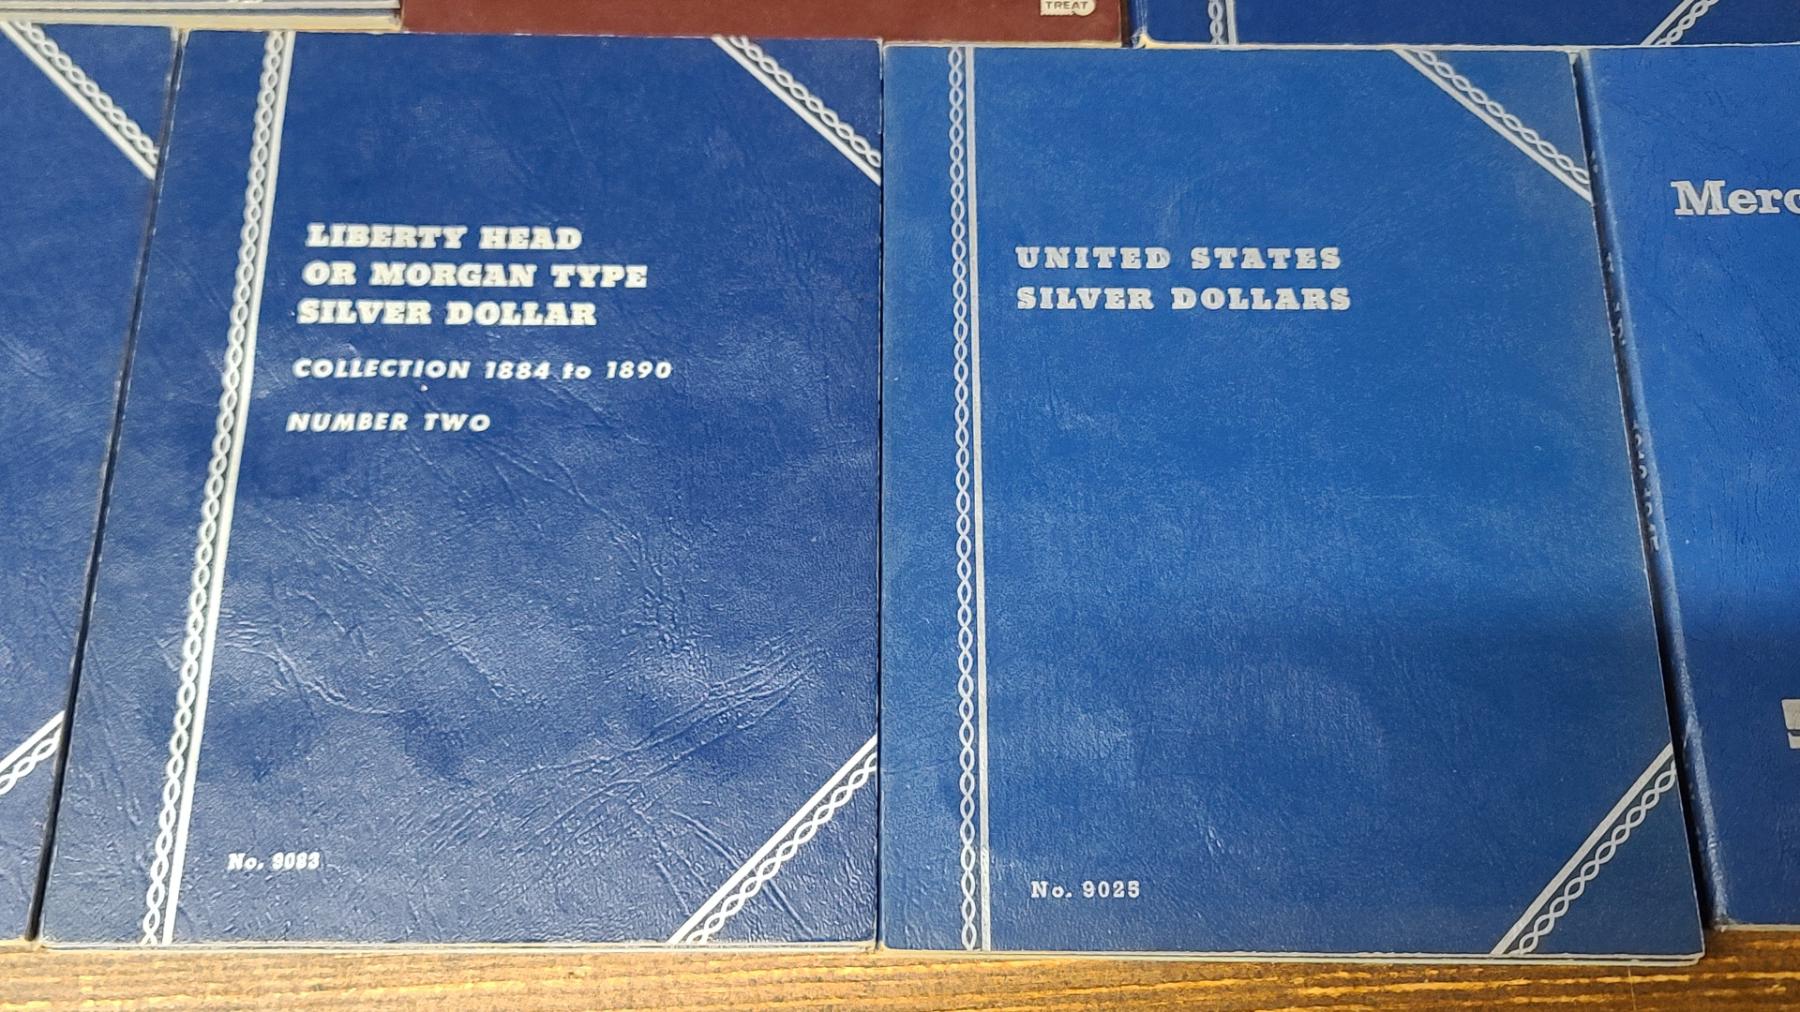 TREAT
LIBERTY HEAD
OR MORGAN TYPE
SILVER DOLLAR
COLLECTION 1884 to 1890
NUMBER TWO
No. 9083
UNITED STATES
SILVER DOLLARS
No. 9025
Merc